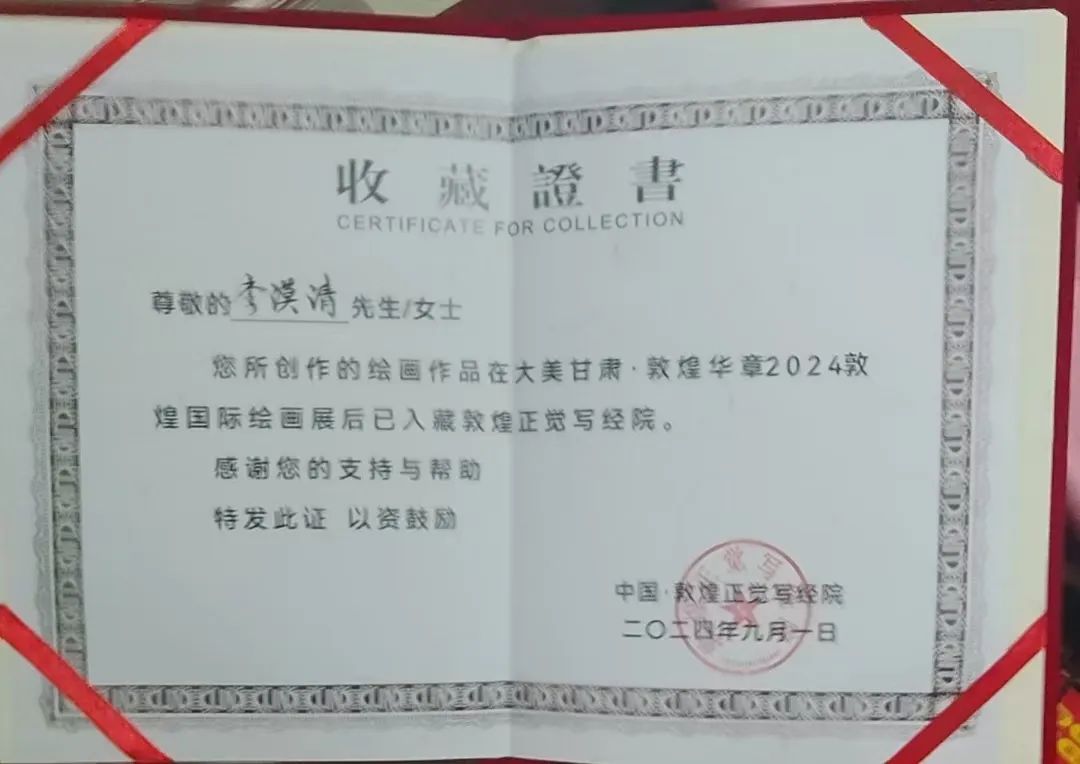 收藏證書
CERTIFICATE FOR COLLECTION
尊敬的李漠清先生/女士
您所创作的绘画作品在大美甘肃·敦煌华章2024敦
煌国际绘画展后已入藏敦煌正觉写经院。
感谢您的支持与帮助
特发此证 以资鼓励
中国·敦煌正觉写经院
二〇二四年九月一日